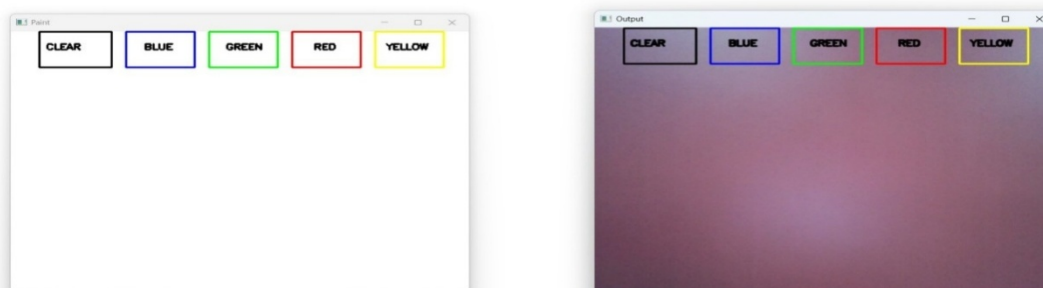 Paint
CLEAR BLUE GREEN RED YELLOW
Output
CLEAR BLUE GREEN RED YELLOW